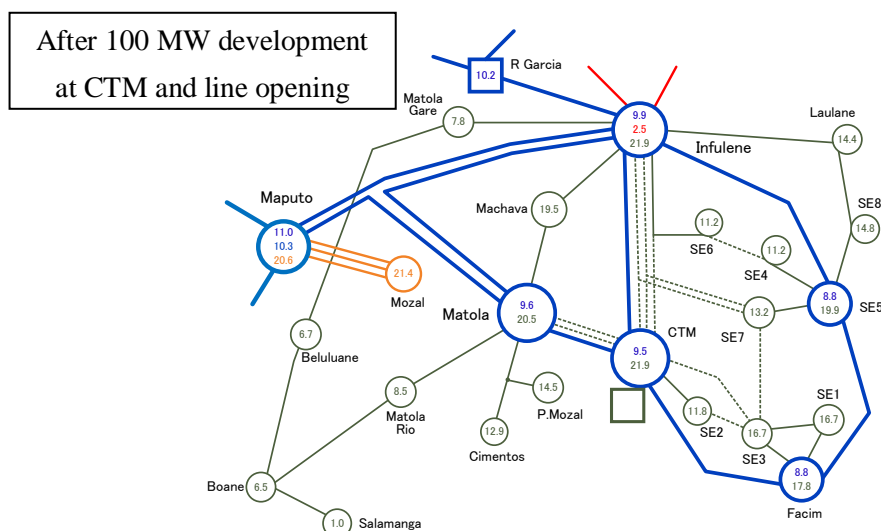 After 100 MW development
at CTM and line opening
R Garcia
10.2
Matola
Gare
7.8
9.9
2.5
21.9
Infulene
Laulane
14.4
SE8
14.8
Maputo
11.0
10.3
20.6
Machava
19.5
11.2
SE6
11.2
SE4
21.4
Mozal
Matola
9.6
20.5
CTM
9.5
21.9
13.2
SE7
8.8
19.9
SE5
6.7
Beluluane
8.5
Matola
Rio
14.5
P.Mozal
12.9
Cimentos
11.8
SE2
SE1
16.7
16.7
SE3
8.8
17.8
Facim
Boane
6.5
1.0
Salamanga